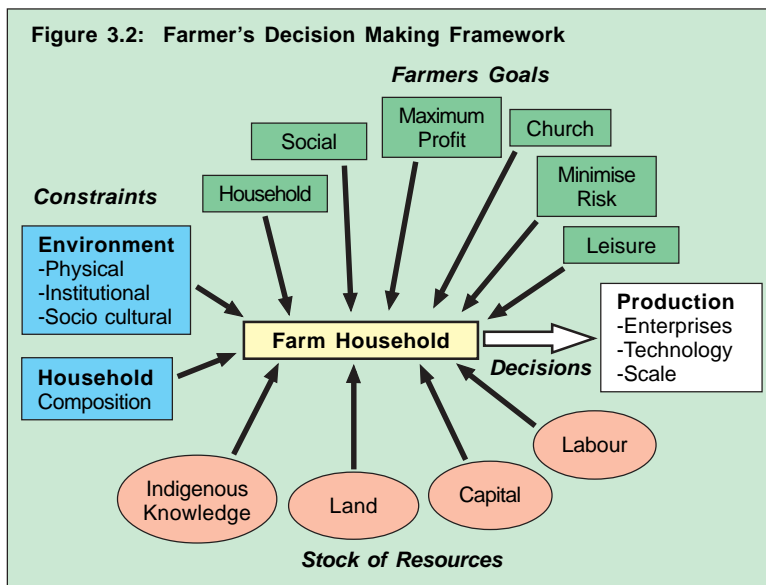 Figure 3.2: Farmer's Decision Making Framework
Farmers Goals
Maximum
Profit
Church
Social
Minimise
Risk
Household
Leisure
Constraints
Environment
-Physical
-Institutional
-Socio cultural
Household
Composition
Farm Household
Decisions
Production
-Enterprises
-Technology
-Scale
Indigenous
Knowledge
Land
Capital
Labour
Stock of Resources